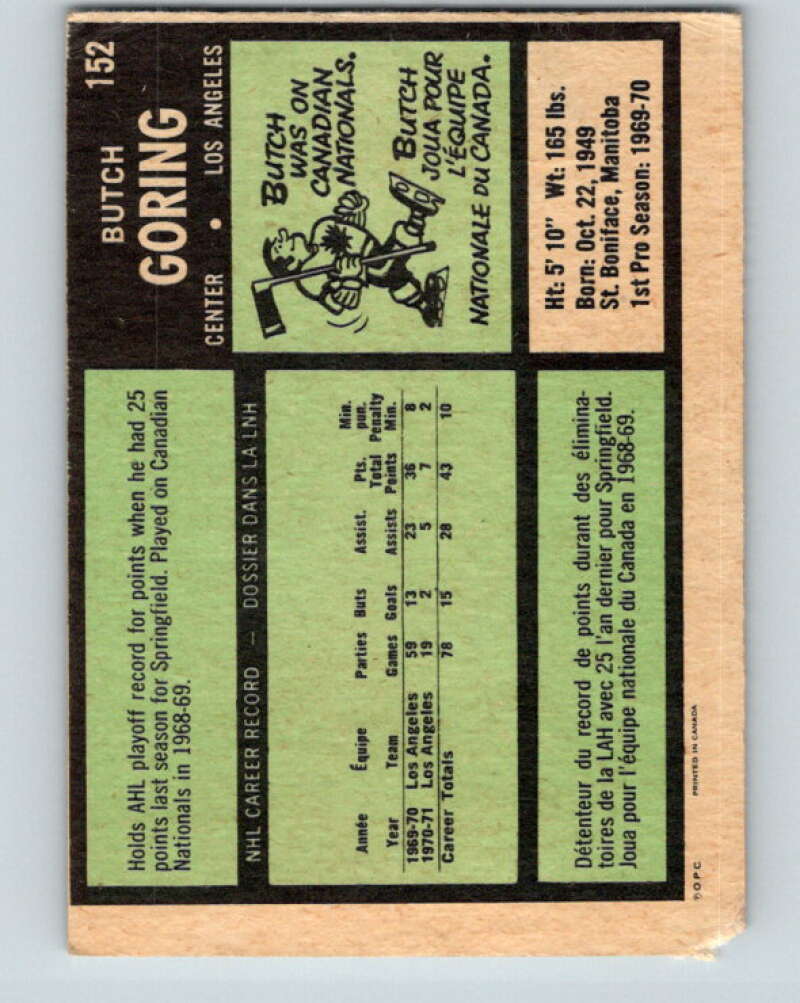 152
BUTCH
GORING
CENTER • LOS ANGELES
Holds AHL playoff record for points when he had 25
points last season for Springfield. Played on Canadian
Nationals in 1968-69.
BUTCH
WAS ON
CANADIAN
NATIONALS.
BUTCH
JOUA POUR
L'ÉQUIPE
NATIONALE DU CANADA.
NHL CAREER RECORD — DOSSIER DANS LA LNH
Année Équipe Parties Buts Assist. Pts. Total Min. pun.
Year Team Games Goals Assists Points Penalty Min.
1969-70 Los Angeles 59 13 23 36 8
1970-71 Los Angeles 19 2 5 7 2
Career Totals 78 15 28 43 10
Ht: 5' 10" Wt: 165 lbs.
Born: Oct. 22, 1949
St. Boniface, Manitoba
1st Pro Season: 1969-70
Détenteur du record de points durant des élimina-
toires de la LAH avec 25 l'an dernier pour Springfield.
Joua pour l'équipe nationale du Canada en 1968-69.
© O.P.C. PRINTED IN CANADA